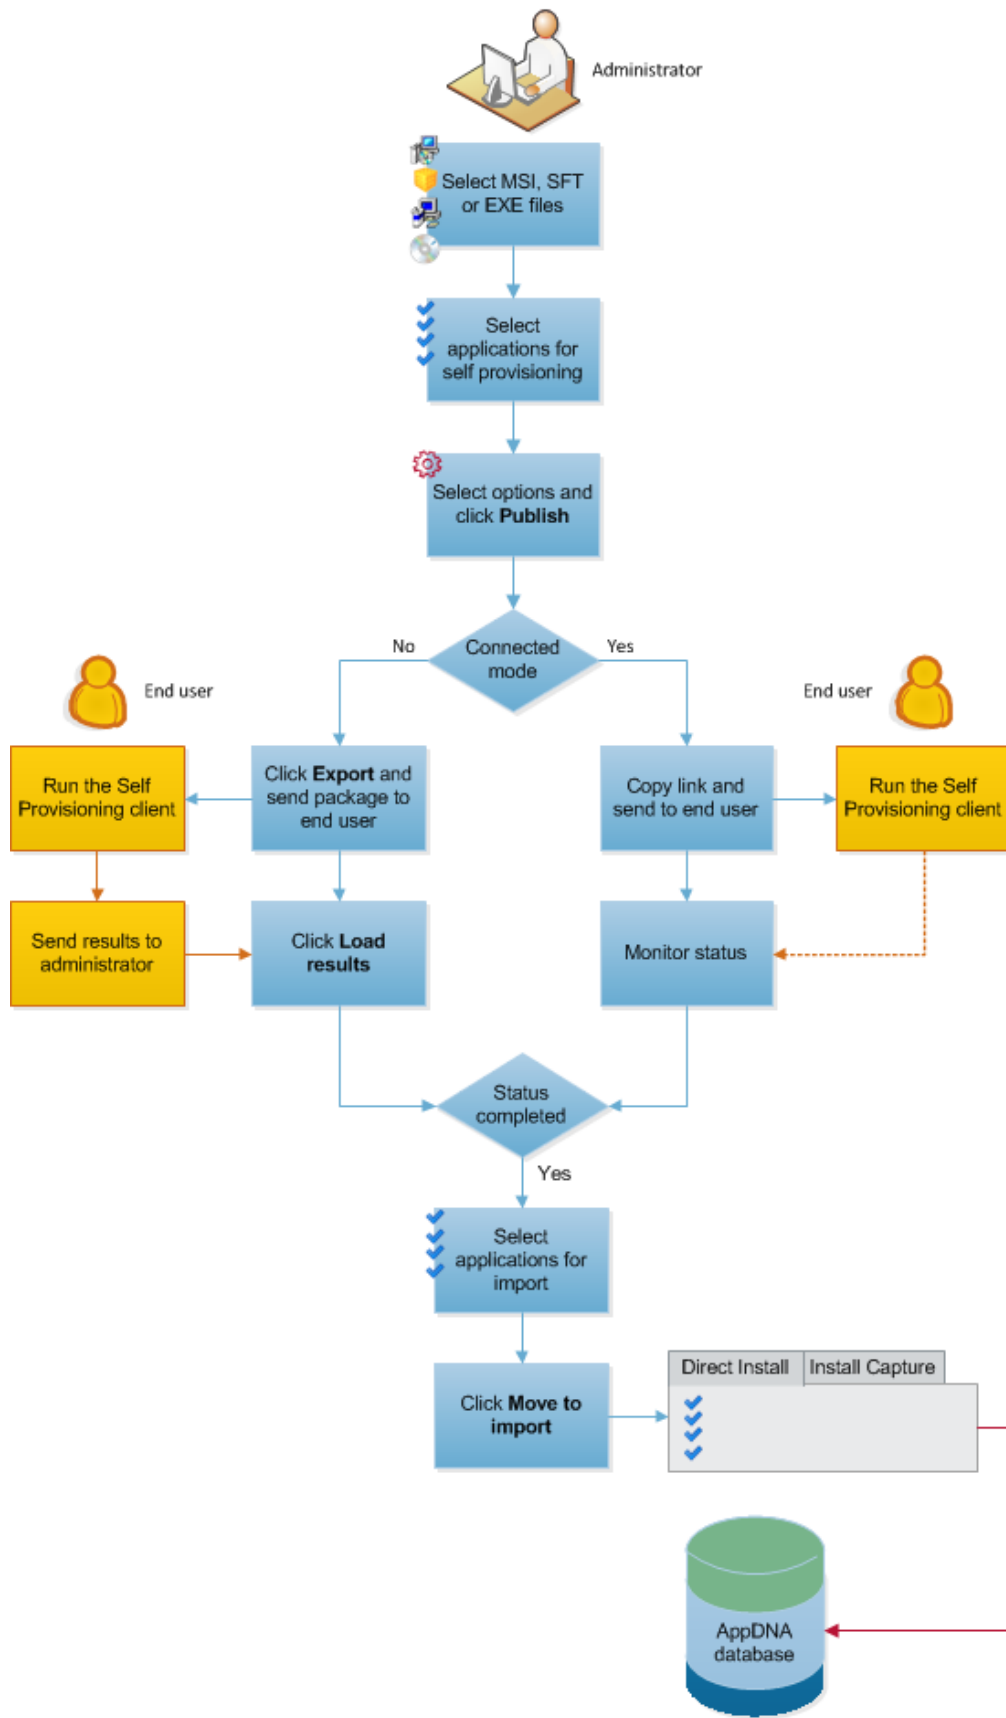 Administrator
Select MSI, SFT
or EXE files
Select
applications for
self provisioning
Select options and
click Publish
Connected
mode
No
Yes
End user
End user
Run the Self
Provisioning client
Click Export and
send package to
end user
Copy link and
send to end user
Run the Self
Provisioning client
Send results to
administrator
Click Load
results
Monitor status
Status
completed
Yes
Select
applications for
import
Click Move to
import
Direct Install
Install Capture
AppDNA
database